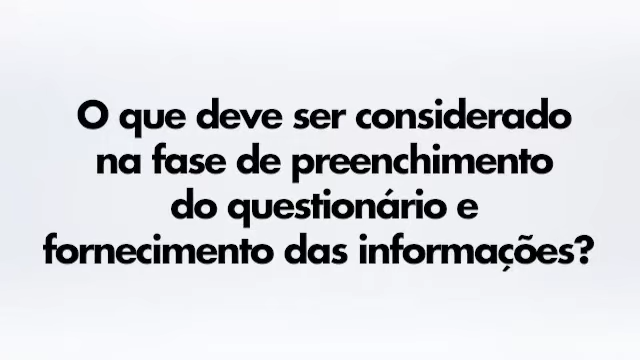 O que deve ser considerado
na fase de preenchimento
do questionário e
fornecimento das informações?